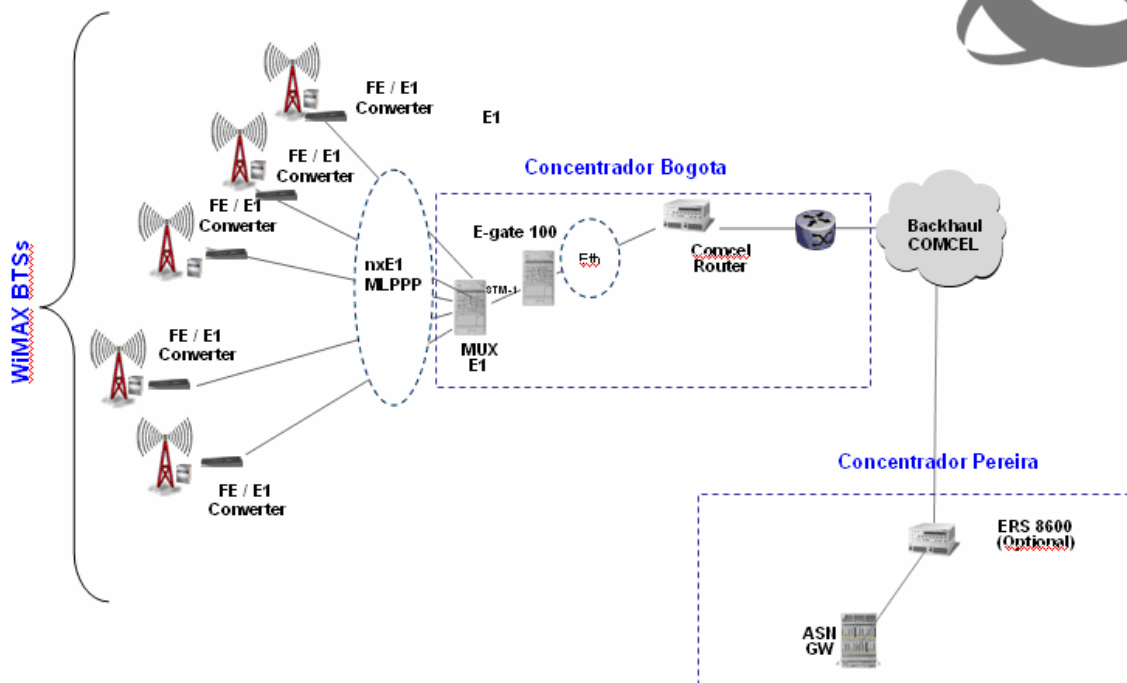 WiMAX BTSs
FE / E1
Converter
E1
FE / E1
Converter
FE / E1
Converter
FE / E1
Converter
FE / E1
Converter
nxE1
MLPPP
Concentrador Bogota
E-gate 100
STM-1
MUX
E1
Eth
Comcel
Router
Backhaul
COMCEL
Concentrador Pereira
ERS 8600
(Optional)
ASN
GW